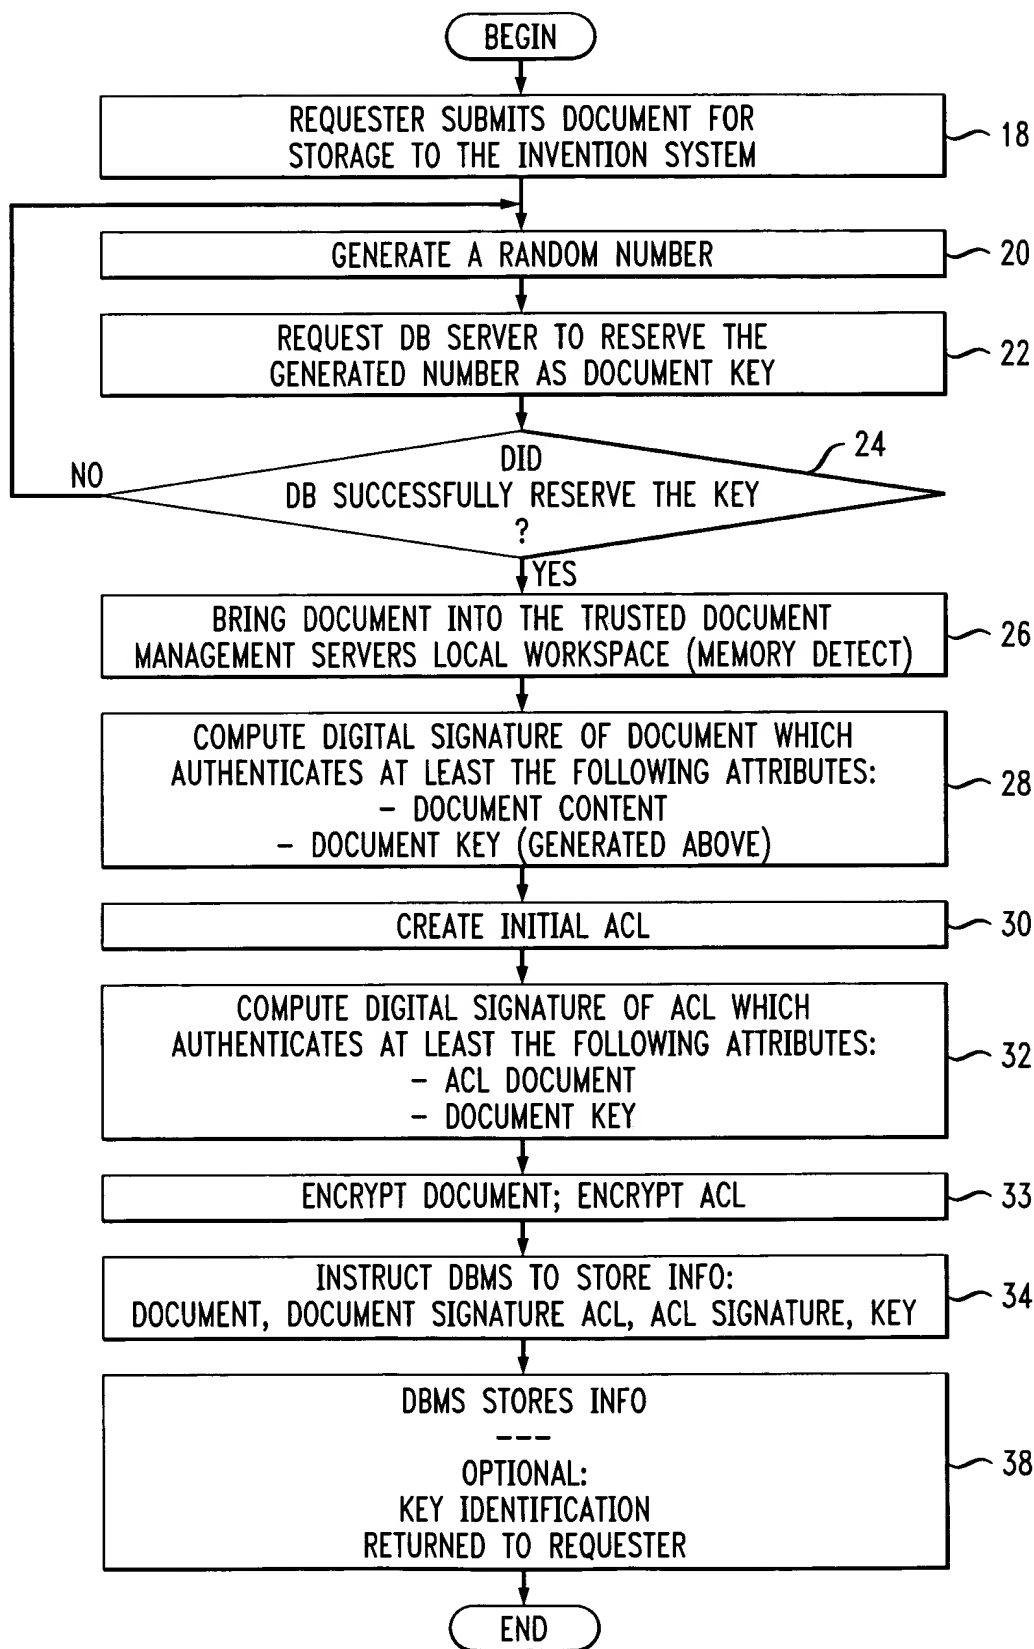 BEGIN
REQUESTER SUBMITS DOCUMENT FOR
STORAGE TO THE INVENTION SYSTEM
18
GENERATE A RANDOM NUMBER
20
REQUEST DB SERVER TO RESERVE THE
GENERATED NUMBER AS DOCUMENT KEY
22
DID
DB SUCCESSFULLY RESERVE THE KEY
?
24
NO
YES
BRING DOCUMENT INTO THE TRUSTED DOCUMENT
MANAGEMENT SERVERS LOCAL WORKSPACE (MEMORY DETECT)
26
COMPUTE DIGITAL SIGNATURE OF DOCUMENT WHICH
AUTHENTICATES AT LEAST THE FOLLOWING ATTRIBUTES:
– DOCUMENT CONTENT
– DOCUMENT KEY (GENERATED ABOVE)
28
CREATE INITIAL ACL
30
COMPUTE DIGITAL SIGNATURE OF ACL WHICH
AUTHENTICATES AT LEAST THE FOLLOWING ATTRIBUTES:
– ACL DOCUMENT
– DOCUMENT KEY
32
ENCRYPT DOCUMENT; ENCRYPT ACL
33
INSTRUCT DBMS TO STORE INFO:
DOCUMENT, DOCUMENT SIGNATURE ACL, ACL SIGNATURE, KEY
34
DBMS STORES INFO
---
OPTIONAL:
KEY IDENTIFICATION
RETURNED TO REQUESTER
38
END